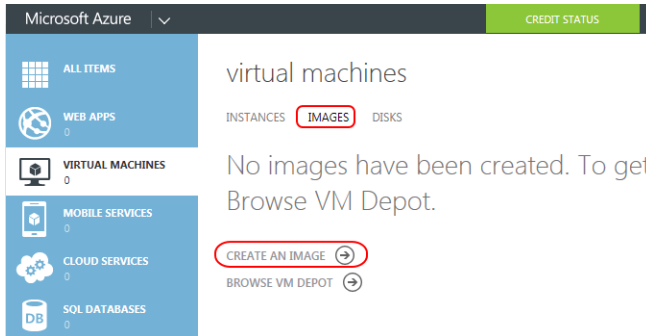 Microsoft Azure
CREDIT STATUS
ALL ITEMS
WEB APPS
0
VIRTUAL MACHINES
0
MOBILE SERVICES
0
CLOUD SERVICES
0
SQL DATABASES
0
DB
virtual machines
INSTANCES IMAGES DISKS
No images have been created. To get
Browse VM Depot.
CREATE AN IMAGE
BROWSE VM DEPOT